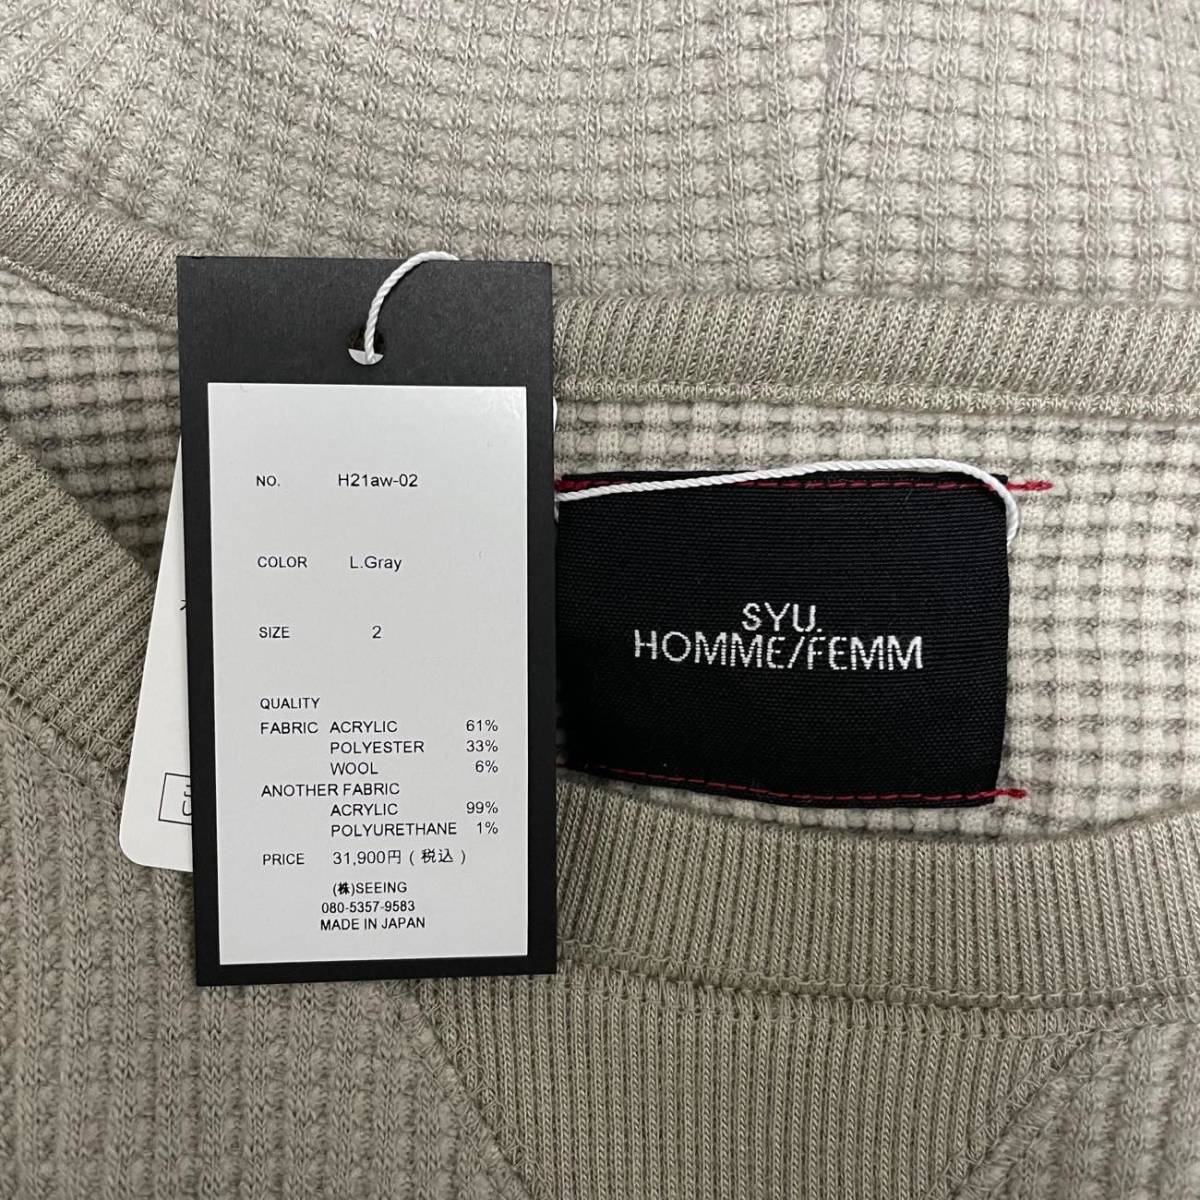 NO. H21aw-02
COLOR L.Gray
SIZE 2
QUALITY
FABRIC ACRYLIC 61%
POLYESTER 33%
WOOL 6%
ANOTHER FABRIC
ACRYLIC 99%
POLYURETHANE 1%
PRICE 31,900円(税込)
(株)SEEING
080-5357-9583
MADE IN JAPAN
SYU.
HOMME/FEMM